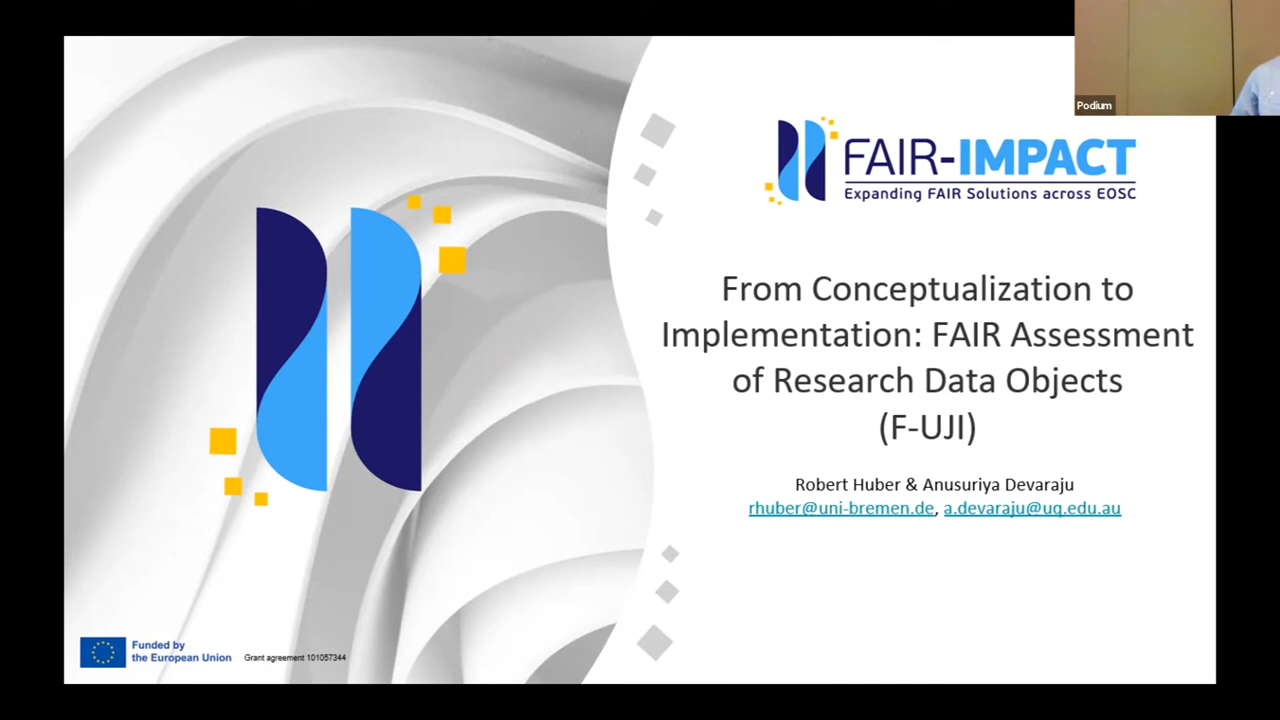 Podium
FAIR-IMPACT
Expanding FAIR Solutions across EOSC
From Conceptualization to
Implementation: FAIR Assessment
of Research Data Objects
(F-UJI)
Robert Huber & Anusuriya Devaraju
rhuber@uni-bremen.de, a.devaraju@uq.edu.au
Funded by
the European Union
Grant agreement 101057344